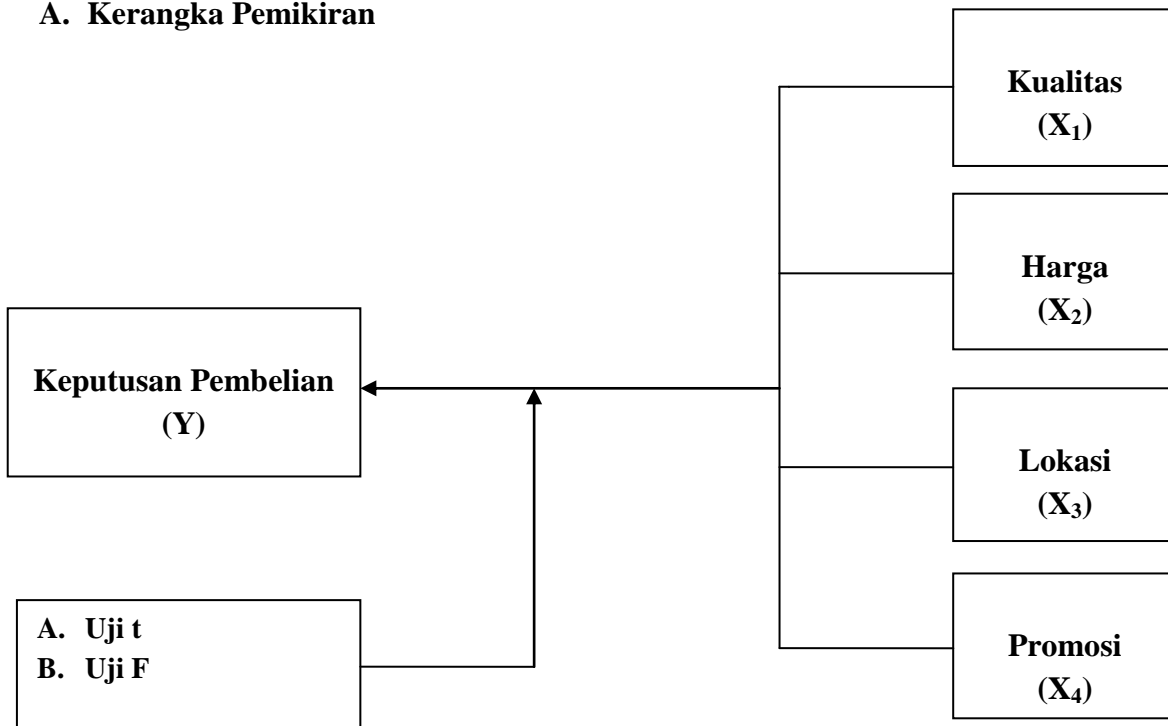 A. Kerangka Pemikiran
Kualitas
(X₁)
Harga
(X₂)
Keputusan Pembelian
(Y)
Lokasi
(X₃)
A. Uji t
B. Uji F
Promosi
(X₄)